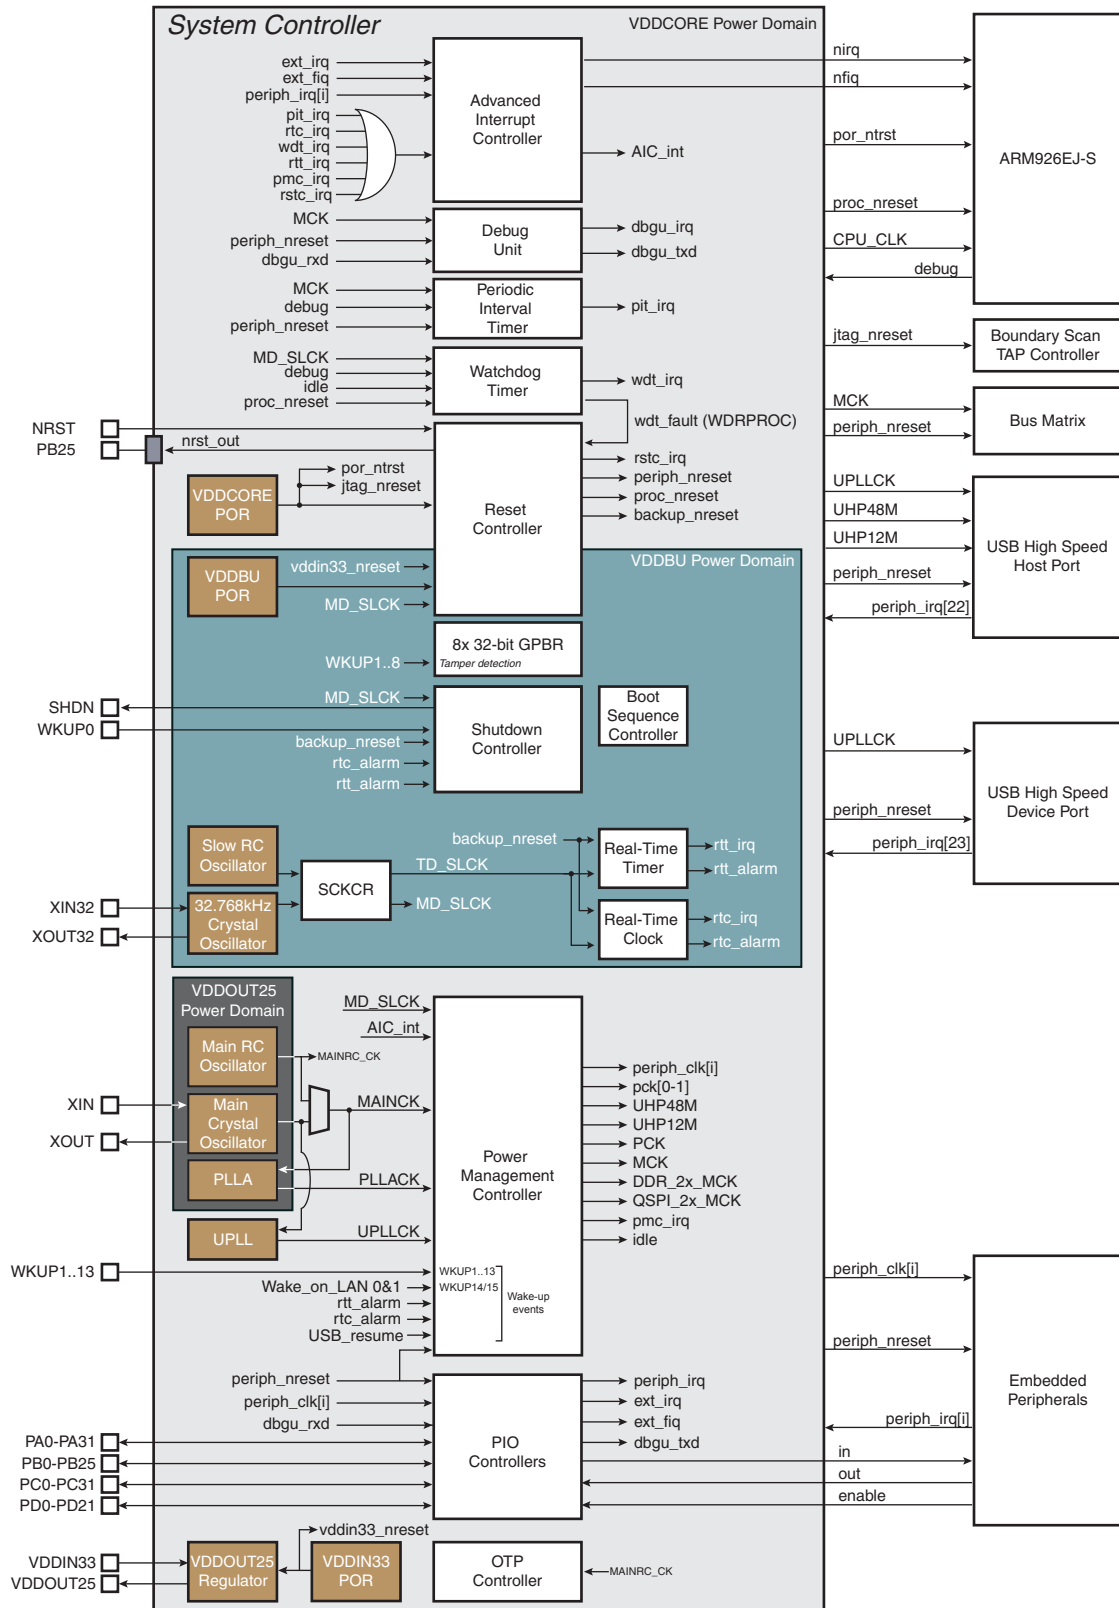 System Controller
VDDCORE Power Domain
ext_irq
ext_fiq
periph_irq[i]
pit_irq
rtc_irq
wdt_irq
rtt_irq
pmc_irq
rstc_irq
Advanced
Interrupt
Controller
AIC_int
nirq
nfiq
por_ntrst
proc_nreset
CPU_CLK
debug
ARM926EJ-S
MCK
periph_nreset
dbgu_rxd
Debug
Unit
dbgu_irq
dbgu_txd
MCK
debug
periph_nreset
Periodic
Interval
Timer
pit_irq
jtag_nreset
Boundary Scan
TAP Controller
MD_SLCK
debug
idle
proc_nreset
Watchdog
Timer
wdt_irq
wdt_fault (WDRPROC)
MCK
periph_nreset
Bus Matrix
NRST
PB25
nrst_out
VDDCORE
POR
por_ntrst
jtag_nreset
Reset
Controller
rstc_irq
periph_nreset
proc_nreset
backup_nreset
UPLLCK
UHP48M
UHP12M
periph_nreset
periph_irq[22]
USB High Speed
Host Port
VDDBU Power Domain
VDDBU
POR
vddin33_nreset
MD_SLCK
WKUP1..8
8x 32-bit GPBR
Tamper detection
SHDN
WKUP0
MD_SLCK
backup_nreset
rtc_alarm
rtt_alarm
Shutdown
Controller
Boot
Sequence
Controller
UPLLCK
periph_nreset
periph_irq[23]
USB High Speed
Device Port
Slow RC
Oscillator
XIN32
XOUT32
32.768kHz
Crystal
Oscillator
SCKCR
backup_nreset
TD_SLCK
MD_SLCK
Real-Time
Timer
rtt_irq
rtt_alarm
Real-Time
Clock
rtc_irq
rtc_alarm
VDDOUT25
Power Domain
Main RC
Oscillator
MAINRC_CK
XIN
XOUT
Main
Crystal
Oscillator
PLLA
UPLL
MD_SLCK
AIC_int
MAINCK
PLLACK
UPLLCK
Power
Management
Controller
periph_clk[i]
pck[0-1]
UHP48M
UHP12M
PCK
MCK
DDR_2x_MCK
QSPI_2x_MCK
pmc_irq
idle
WKUP1..13
Wake_on_LAN 0&1
rtt_alarm
rtc_alarm
USB_resume
WKUP1..13
WKUP14/15
Wake-up
events
periph_clk[i]
periph_nreset
periph_irq[i]
in
out
enable
Embedded
Peripherals
periph_nreset
periph_clk[i]
dbgu_rxd
PA0-PA31
PB0-PB25
PC0-PC31
PD0-PD21
PIO
Controllers
periph_irq
ext_irq
ext_fiq
dbgu_txd
VDDIN33
VDDOUT25
VDDOUT25
Regulator
vddin33_nreset
VDDIN33
POR
OTP
Controller
MAINRC_CK